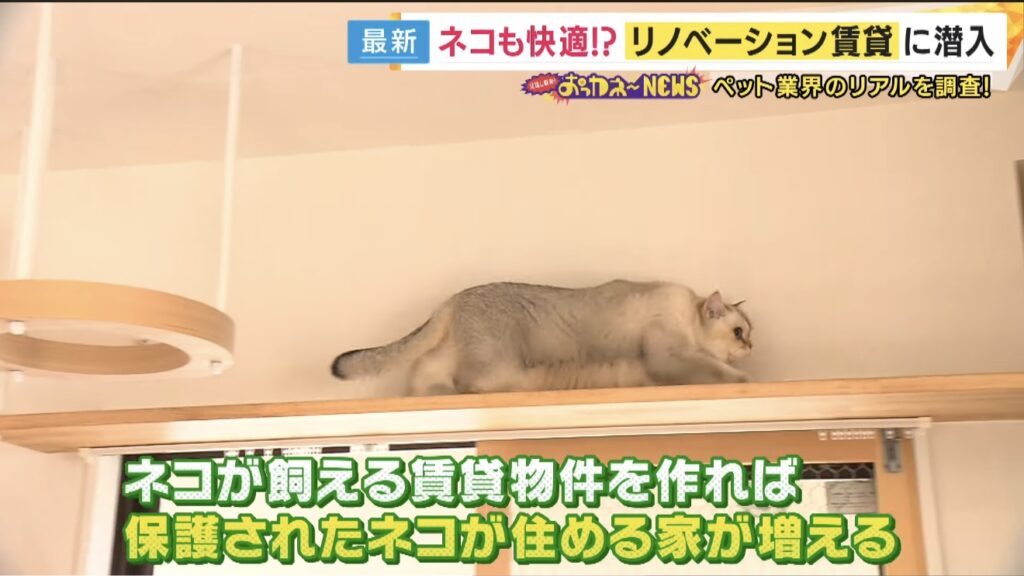 最新 ネコも快適!? リノベーション賃貸に潜入
おっカネ〜NEWS ペット業界のリアルを調査!
ネコが飼える賃貸物件を作れば
保護されたネコが住める家が増える